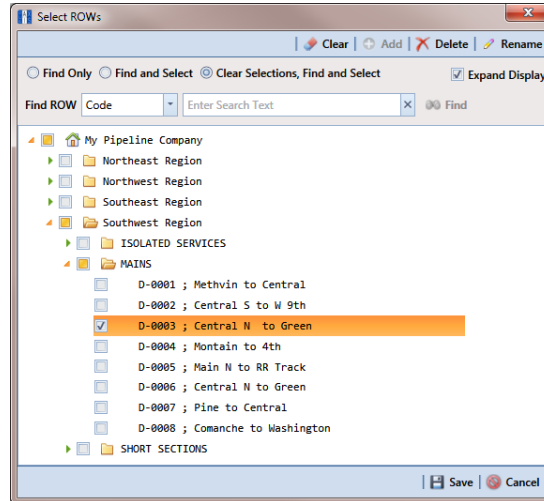 Select ROWs
Clear Add Delete Rename
Find Only Find and Select Clear Selections, Find and Select Expand Display
Find ROW Code Enter Search Text Find
My Pipeline Company
Northeast Region
Northwest Region
Southeast Region
Southwest Region
ISOLATED SERVICES
MAINS
D-0001 ; Methvin to Central
D-0002 ; Central S to W 9th
D-0003 ; Central N  to Green
D-0004 ; Montain to 4th
D-0005 ; Main N to RR Track
D-0006 ; Central N to Green
D-0007 ; Pine to Central
D-0008 ; Comanche to Washington
SHORT SECTIONS
Save Cancel